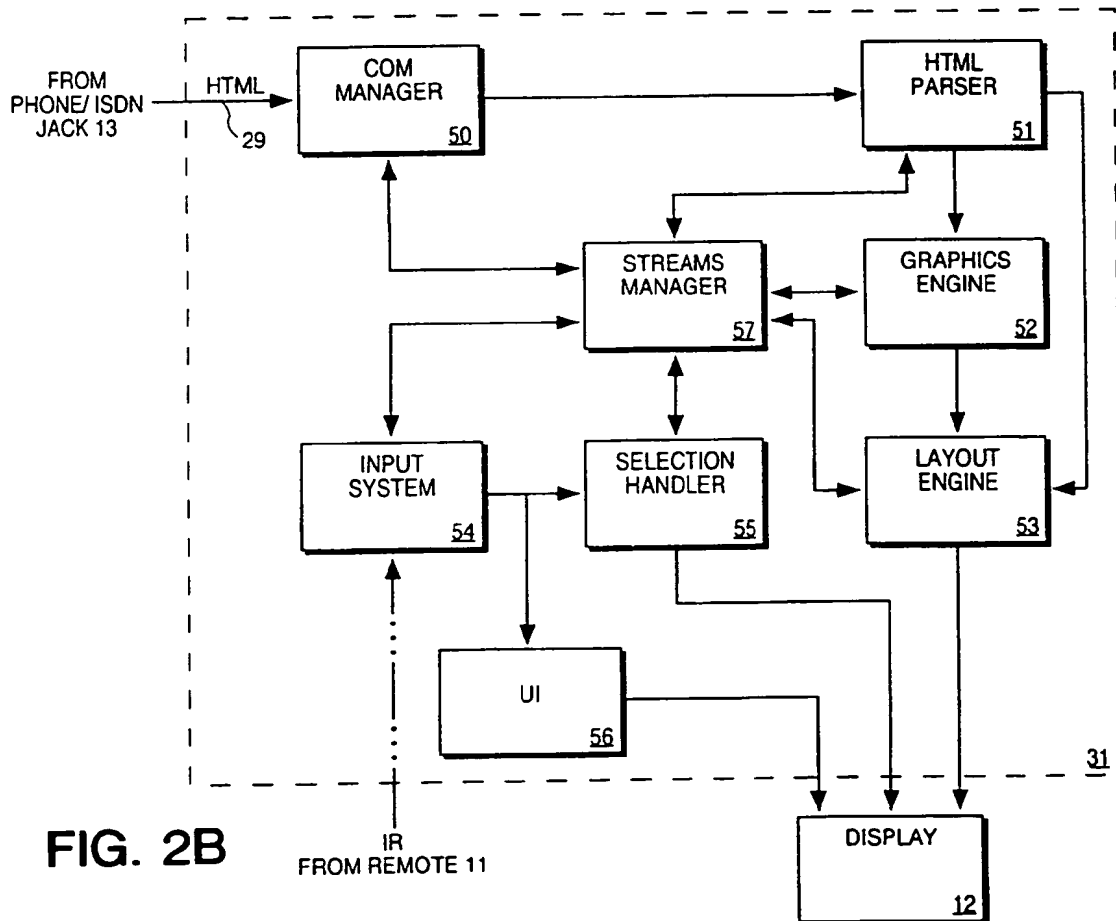 FROM
PHONE/ ISDN
JACK 13
HTML
29
COM
MANAGER
50
HTML
PARSER
51
STREAMS
MANAGER
57
GRAPHICS
ENGINE
52
INPUT
SYSTEM
54
SELECTION
HANDLER
55
LAYOUT
ENGINE
53
UI
56
31
FIG. 2B
IR
FROM REMOTE 11
DISPLAY
12